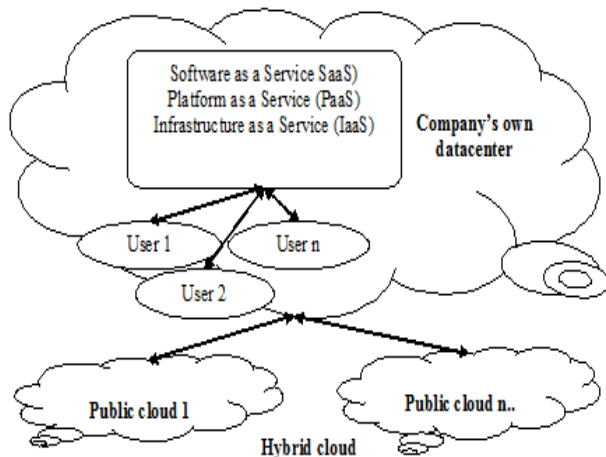 Software as a Service SaaS)
Platform as a Service (PaaS)
Infrastructure as a Service (IaaS)
Company's own
datacenter
User 1
User n
User 2
Public cloud 1
Public cloud n..
Hybrid cloud